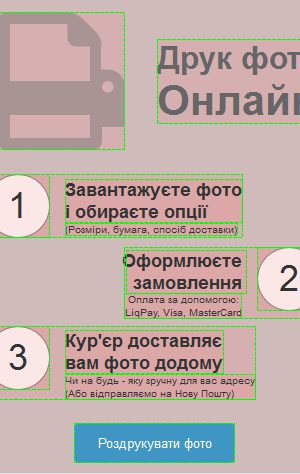 Друк фот
Онлайн
1
Завантажуєте фото
і обираєте опції
(Розміри, бумага, спосіб доставки)
Оформлюєте
замовлення
2
Оплата за допомогою:
LiqPay, Visa, MasterCard
3
Кур'єр доставляє
вам фото додому
Чи на будь - яку зручну для вас адресу
(Або відправляємо на Нову Пошту)
Роздрукувати фото